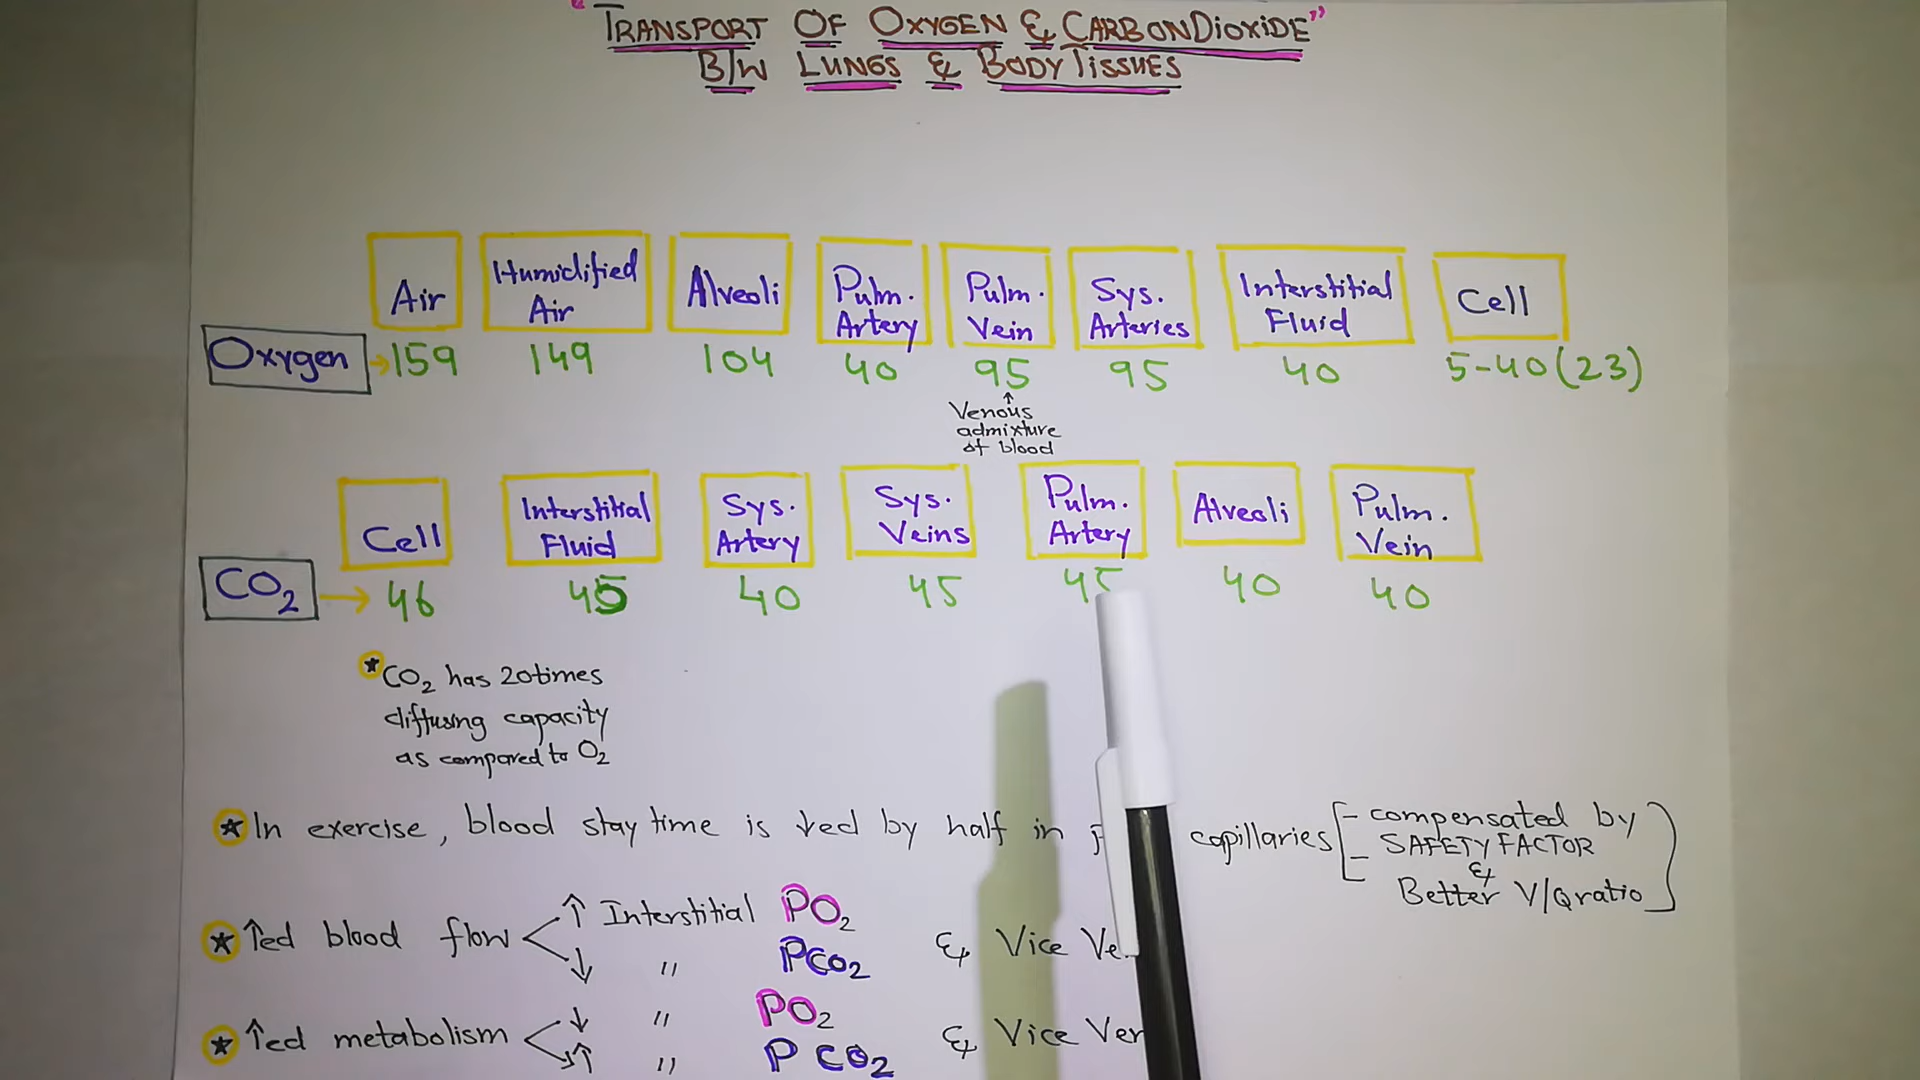 "TRANSPORT OF OXYGEN & CARBONDIOXIDE"
B/W LUNGS & BODY TISSUES
Air
Humidified
Air
Alveoli
Pulm.
Artery
Pulm.
Vein
Sys.
Arteries
Interstitial
Fluid
Cell
Oxygen → 159 149 104 40 95 95 40 5-40 (23)
↑
Venous
admixture
of blood
Cell
Interstitial
Fluid
Sys.
Artery
Sys.
Veins
Pulm.
Artery
Alveoli
Pulm.
Vein
CO₂ → 46 45 40 45 45 40 40
* CO₂ has 20times
diffusing capacity
as compared to O₂
* In exercise, blood stay time is ↓ed by half in capillaries
- compensated by
- SAFETY FACTOR
&
Better V/Q ratio
* ↑ed blood flow
↑ Interstitial PO₂
↓ " PCO₂
& Vice
* ↑ed metabolism
↓ " PO₂
↑ " PCO₂
& Vice